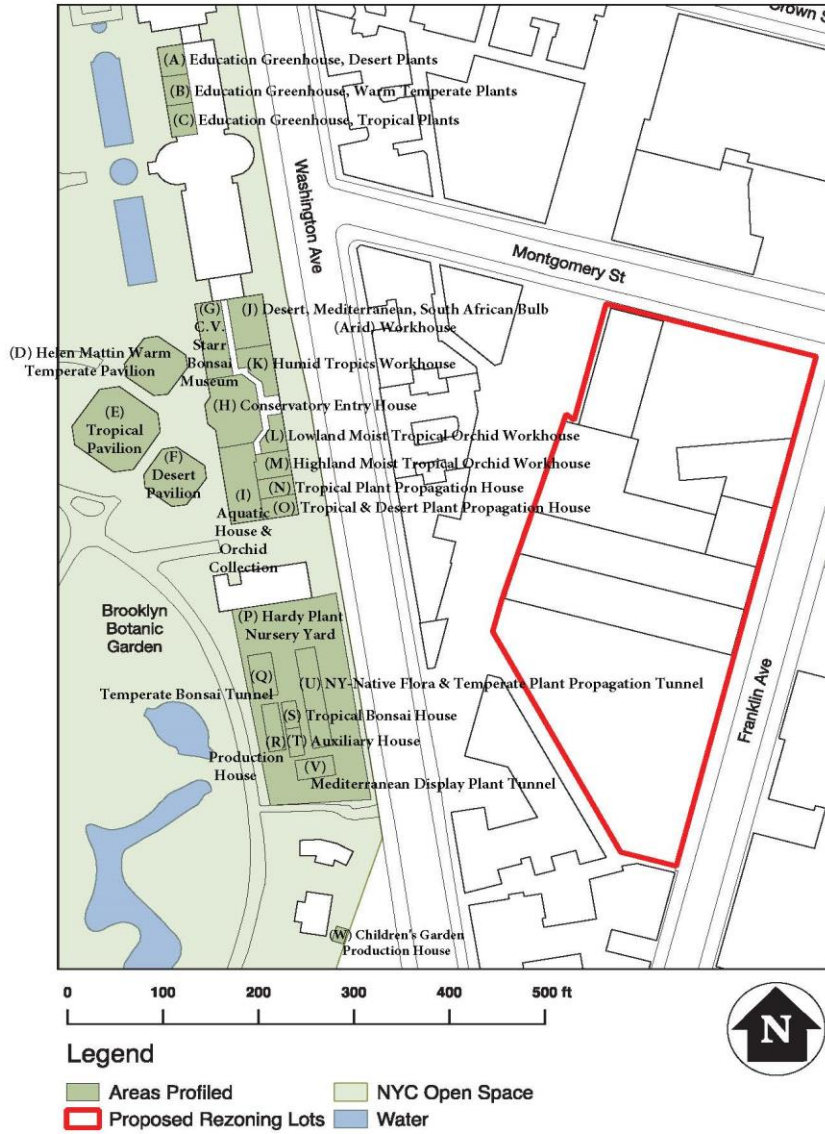 Crown S
(A) Education Greenhouse, Desert Plants
(B) Education Greenhouse, Warm Temperate Plants
(C) Education Greenhouse, Tropical Plants
Washington Ave
Montgomery St
(G)
C.V.
Starr
Bonsai
Museum
(J) Desert, Mediterranean, South African Bulb
(Arid) Workhouse
(D) Helen Mattin Warm
Temperate Pavilion
(K) Humid Tropics Workhouse
(H) Conservatory Entry House
(E)
Tropical
Pavilion
(L) Lowland Moist Tropical Orchid Workhouse
(F)
Desert
Pavilion
(M) Highland Moist Tropical Orchid Workhouse
(N) Tropical Plant Propagation House
(I)
Aquatic
House &
Orchid
Collection
(O) Tropical & Desert Plant Propagation House
Brooklyn
Botanic
Garden
(P) Hardy Plant
Nursery Yard
(Q)
Temperate Bonsai Tunnel
(U) NY-Native Flora & Temperate Plant Propagation Tunnel
(S) Tropical Bonsai House
(R)
Production
House
(T) Auxiliary House
(V)
Mediterranean Display Plant Tunnel
Franklin Ave
(W) Children's Garden
Production House
0 100 200 300 400 500 ft
N
Legend
Areas Profiled
NYC Open Space
Proposed Rezoning Lots
Water